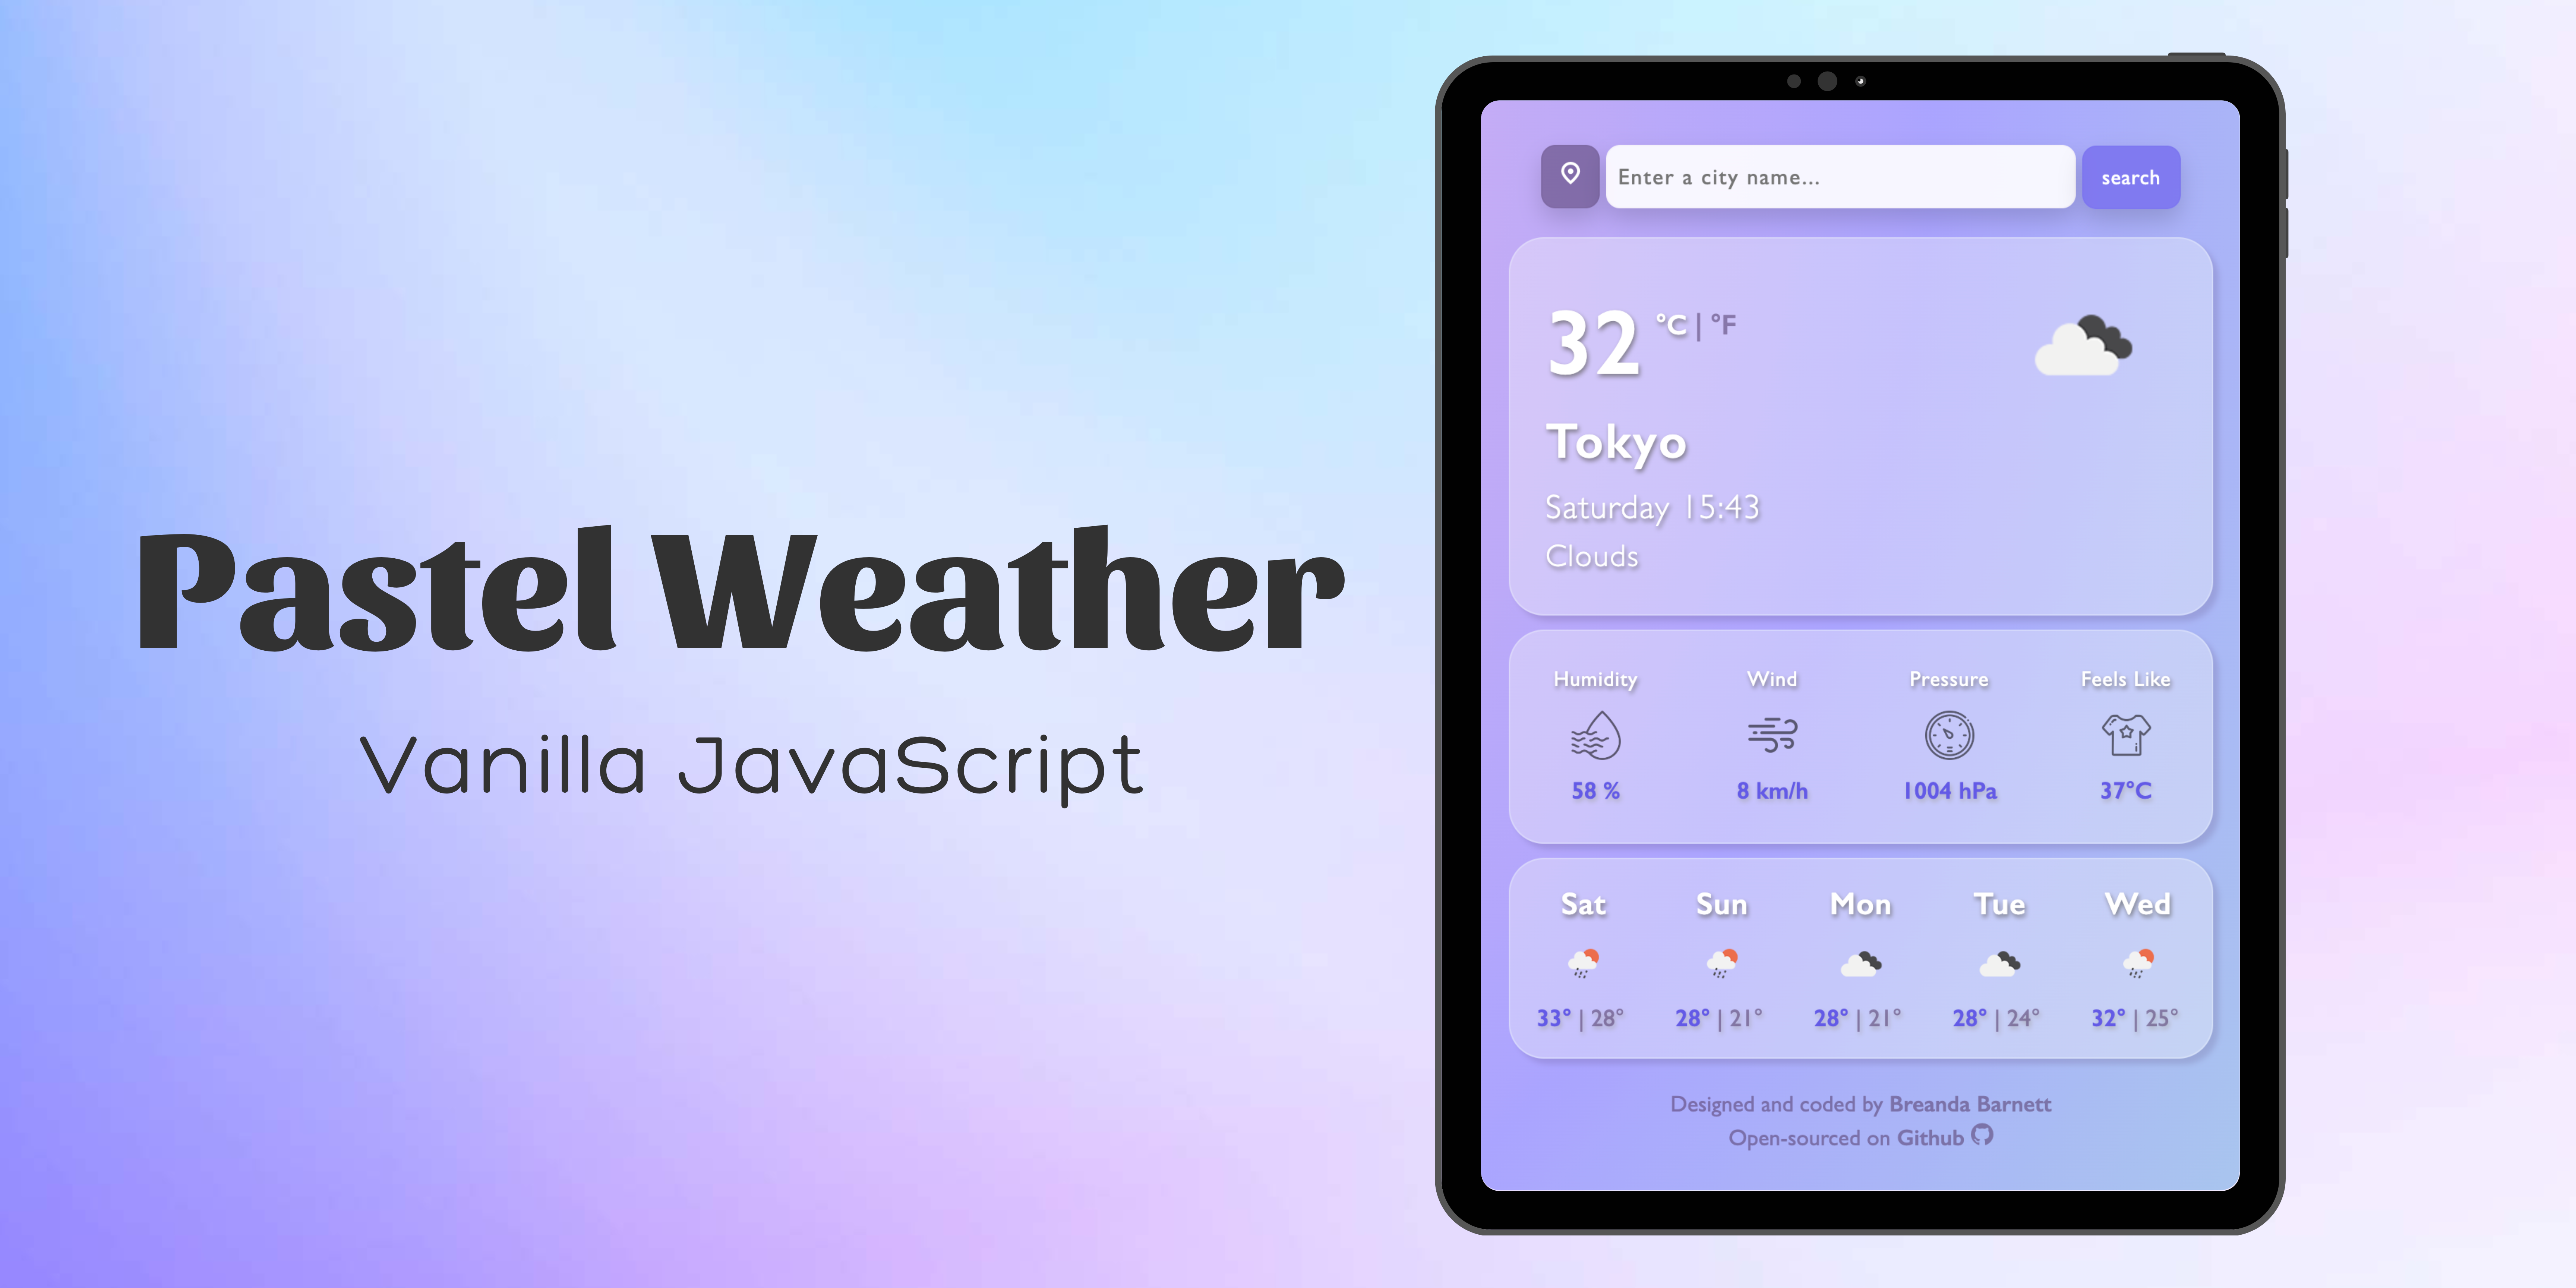 Pastel Weather
Vanilla JavaScript
Enter a city name...
search
32 °C | °F
Tokyo
Saturday 15:43
Clouds
Humidity Wind Pressure Feels Like
58 % 8 km/h 1004 hPa 37°C
Sat Sun Mon Tue Wed
33° | 28° 28° | 21° 28° | 21° 28° | 24° 32° | 25°
Designed and coded by Breanda Barnett
Open-sourced on Github